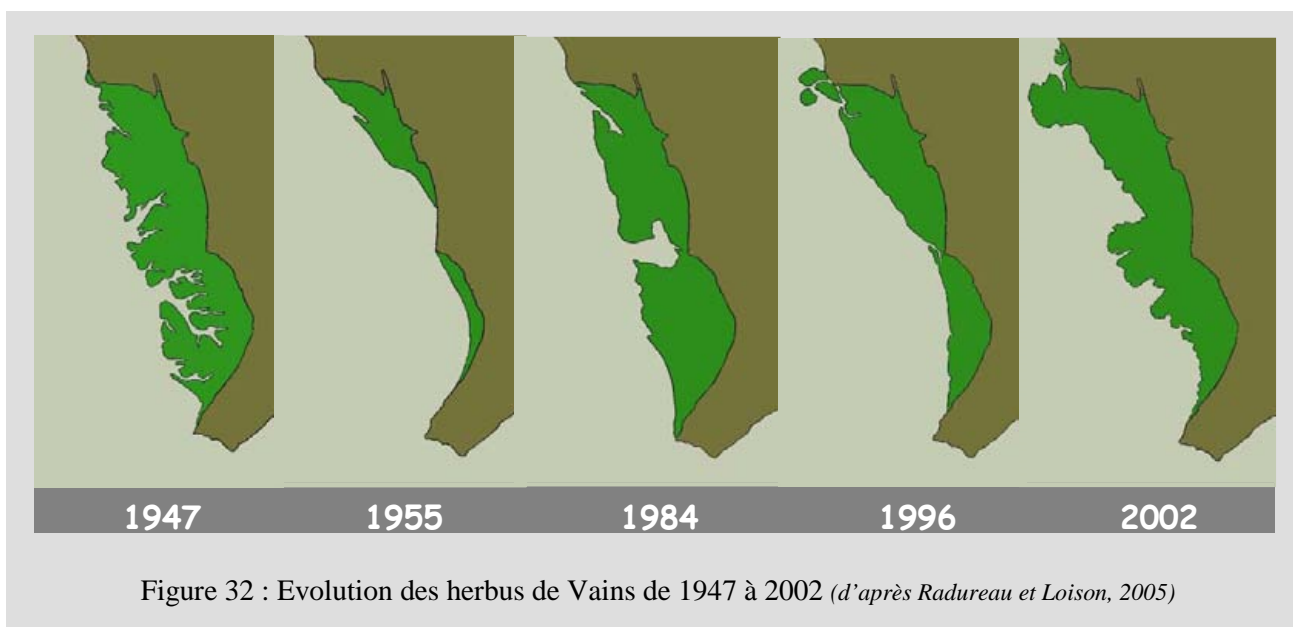 1947 1955 1984 1996 2002
Figure 32 : Evolution des herbus de Vains de 1947 à 2002 (d'après Radureau et Loison, 2005)